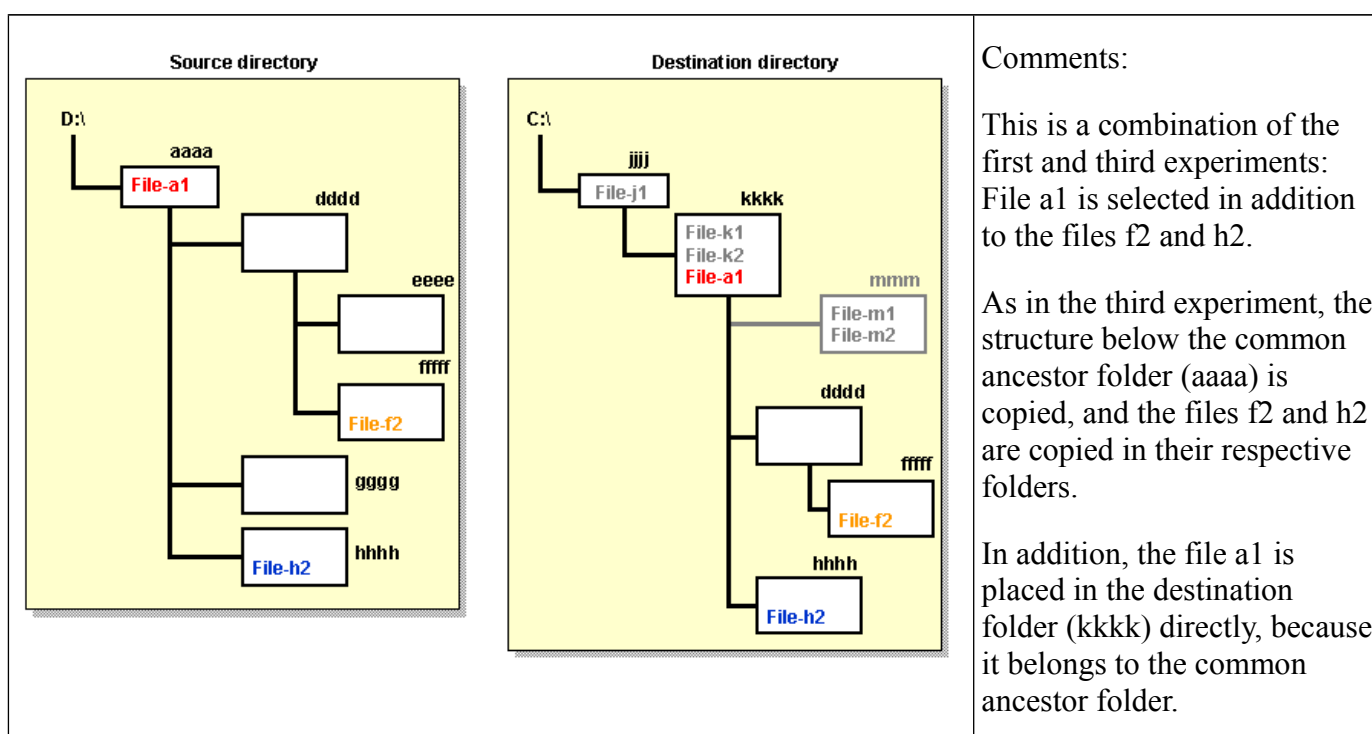 Source directory
D:\
aaaa
File-a1
dddd
eeee
fffff
File-f2
gggg
hhhh
File-h2
Destination directory
C:\
jjjj
File-j1
kkkk
File-k1
File-k2
File-a1
mmm
File-m1
File-m2
dddd
fffff
File-f2
hhhh
File-h2
Comments:
This is a combination of the
first and third experiments:
File a1 is selected in addition
to the files f2 and h2.
As in the third experiment, the
structure below the common
ancestor folder (aaaa) is
copied, and the files f2 and h2
are copied in their respective
folders.
In addition, the file a1 is
placed in the destination
folder (kkkk) directly, because
it belongs to the common
ancestor folder.